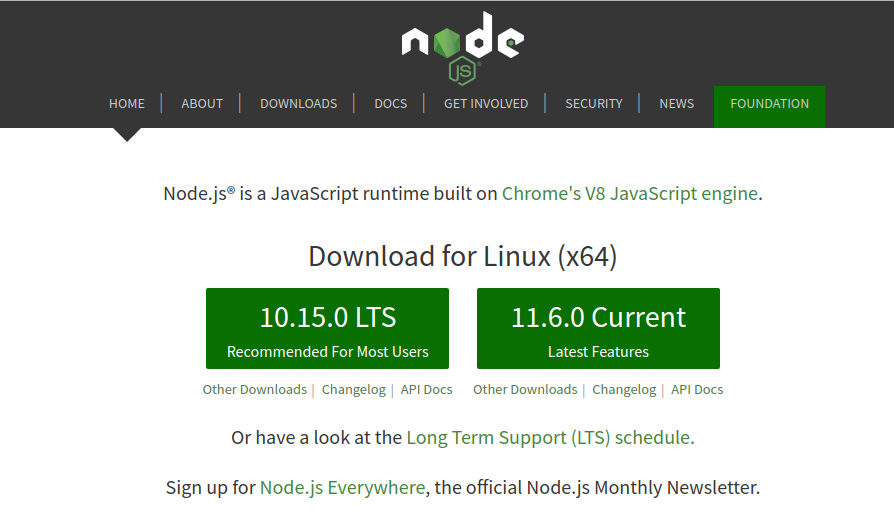 node
JS
HOME | ABOUT | DOWNLOADS | DOCS | GET INVOLVED | SECURITY | NEWS FOUNDATION
Node.js® is a JavaScript runtime built on Chrome's V8 JavaScript engine.
Download for Linux (x64)
10.15.0 LTS
Recommended For Most Users
11.6.0 Current
Latest Features
Other Downloads | Changelog | API Docs
Other Downloads | Changelog | API Docs
Or have a look at the Long Term Support (LTS) schedule.
Sign up for Node.js Everywhere, the official Node.js Monthly Newsletter.